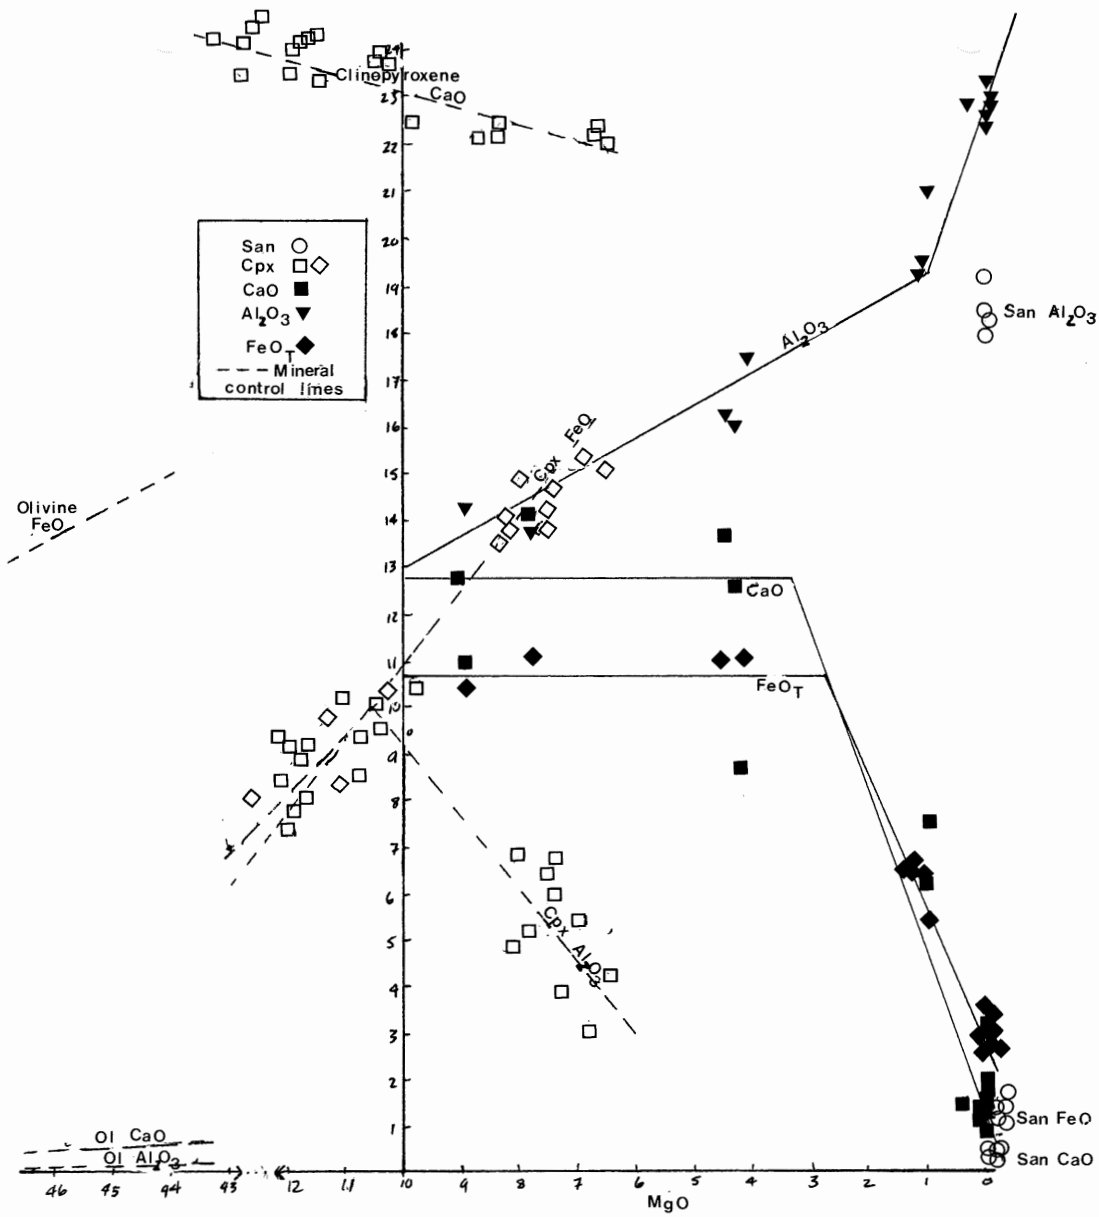 24
Clinopyroxene
23
CaO
22
21
20
19
18
17
16
15
14
13
12
11
10
9
8
7
6
5
4
3
2
1
San
Cpx
CaO
Al2O3
FeOT
Mineral
control lines
San Al2O3
Al2O3
Cpx FeO
Olivine
FeO
CaO
FeOT
Cpx Al2O3
San FeO
San CaO
Ol CaO
Ol Al2O3
46 45 44 43 12 11 10 9 8 7 6 5 4 3 2 1 0
MgO